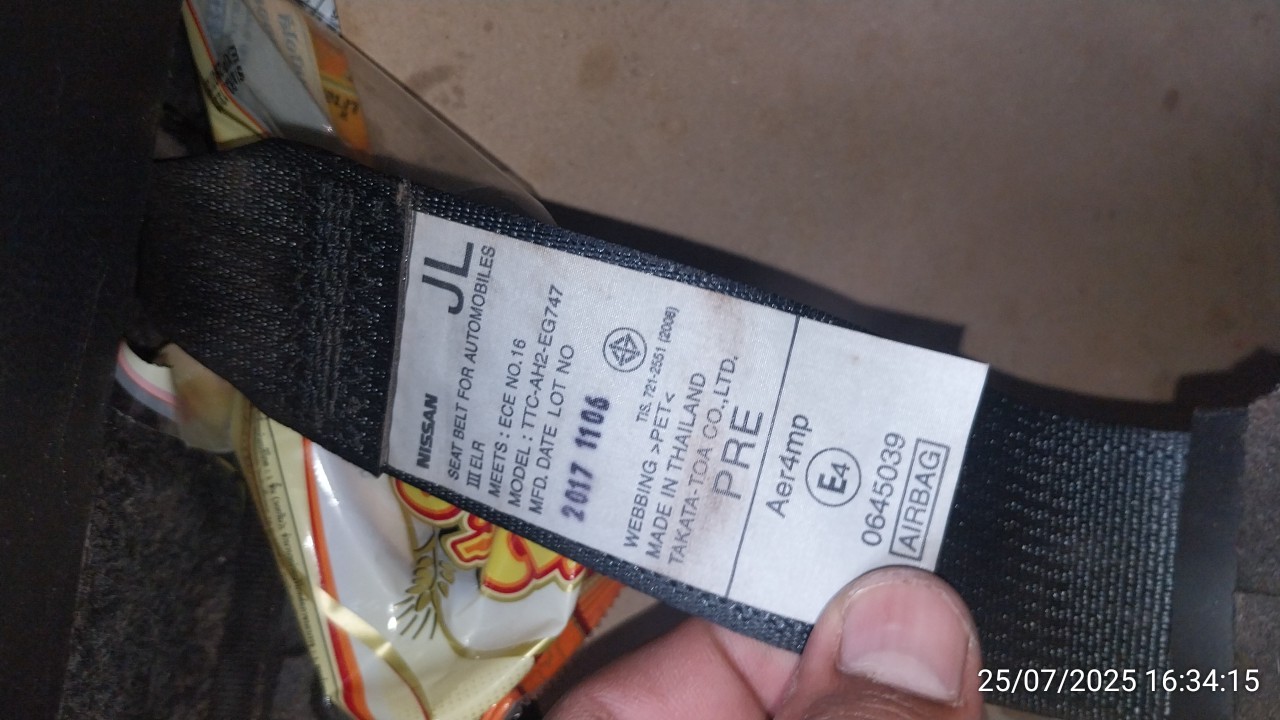 NISSAN JL
SEAT BELT FOR AUTOMOBILES
III ELR
MEETS : ECE NO.16
MODEL : TTC-AH2-EG747
MFD. DATE LOT NO
2017 1106
TIS. 721-2551 (2008)
WEBBING >PET<
MADE IN THAILAND
TAKATA-TOA CO.,LTD.
PRE
Aer4mp
E4
0645039
AIRBAG
25/07/2025 16:34:15